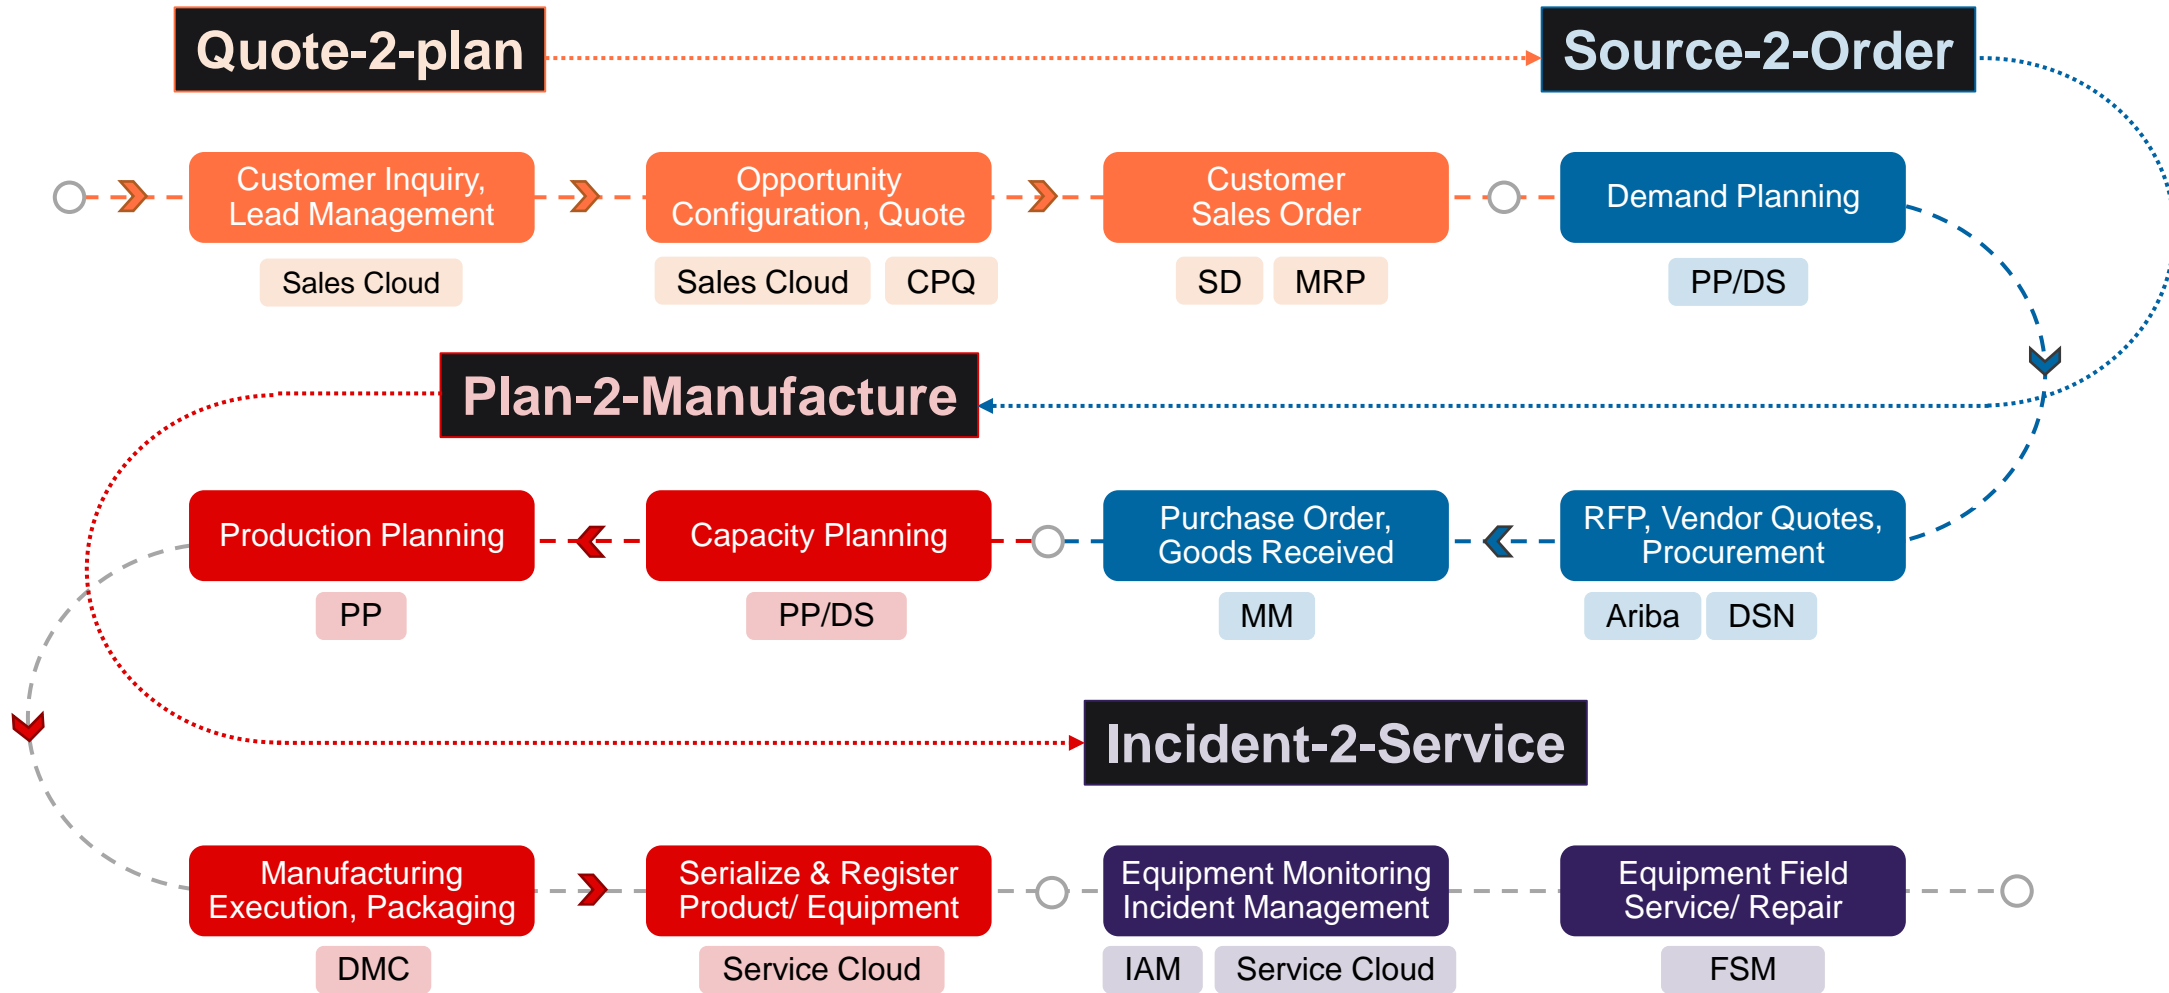 Quote-2-plan
Source-2-Order
Customer Inquiry,
Lead Management
Opportunity
Configuration, Quote
Customer
Sales Order
Demand Planning
Sales Cloud
Sales Cloud
CPQ
SD
MRP
PP/DS
Plan-2-Manufacture
Production Planning
Capacity Planning
Purchase Order,
Goods Received
RFP, Vendor Quotes,
Procurement
PP
PP/DS
MM
Ariba
DSN
Incident-2-Service
Manufacturing
Execution, Packaging
Serialize & Register
Product/ Equipment
Equipment Monitoring
Incident Management
Equipment Field
Service/ Repair
DMC
Service Cloud
IAM
Service Cloud
FSM